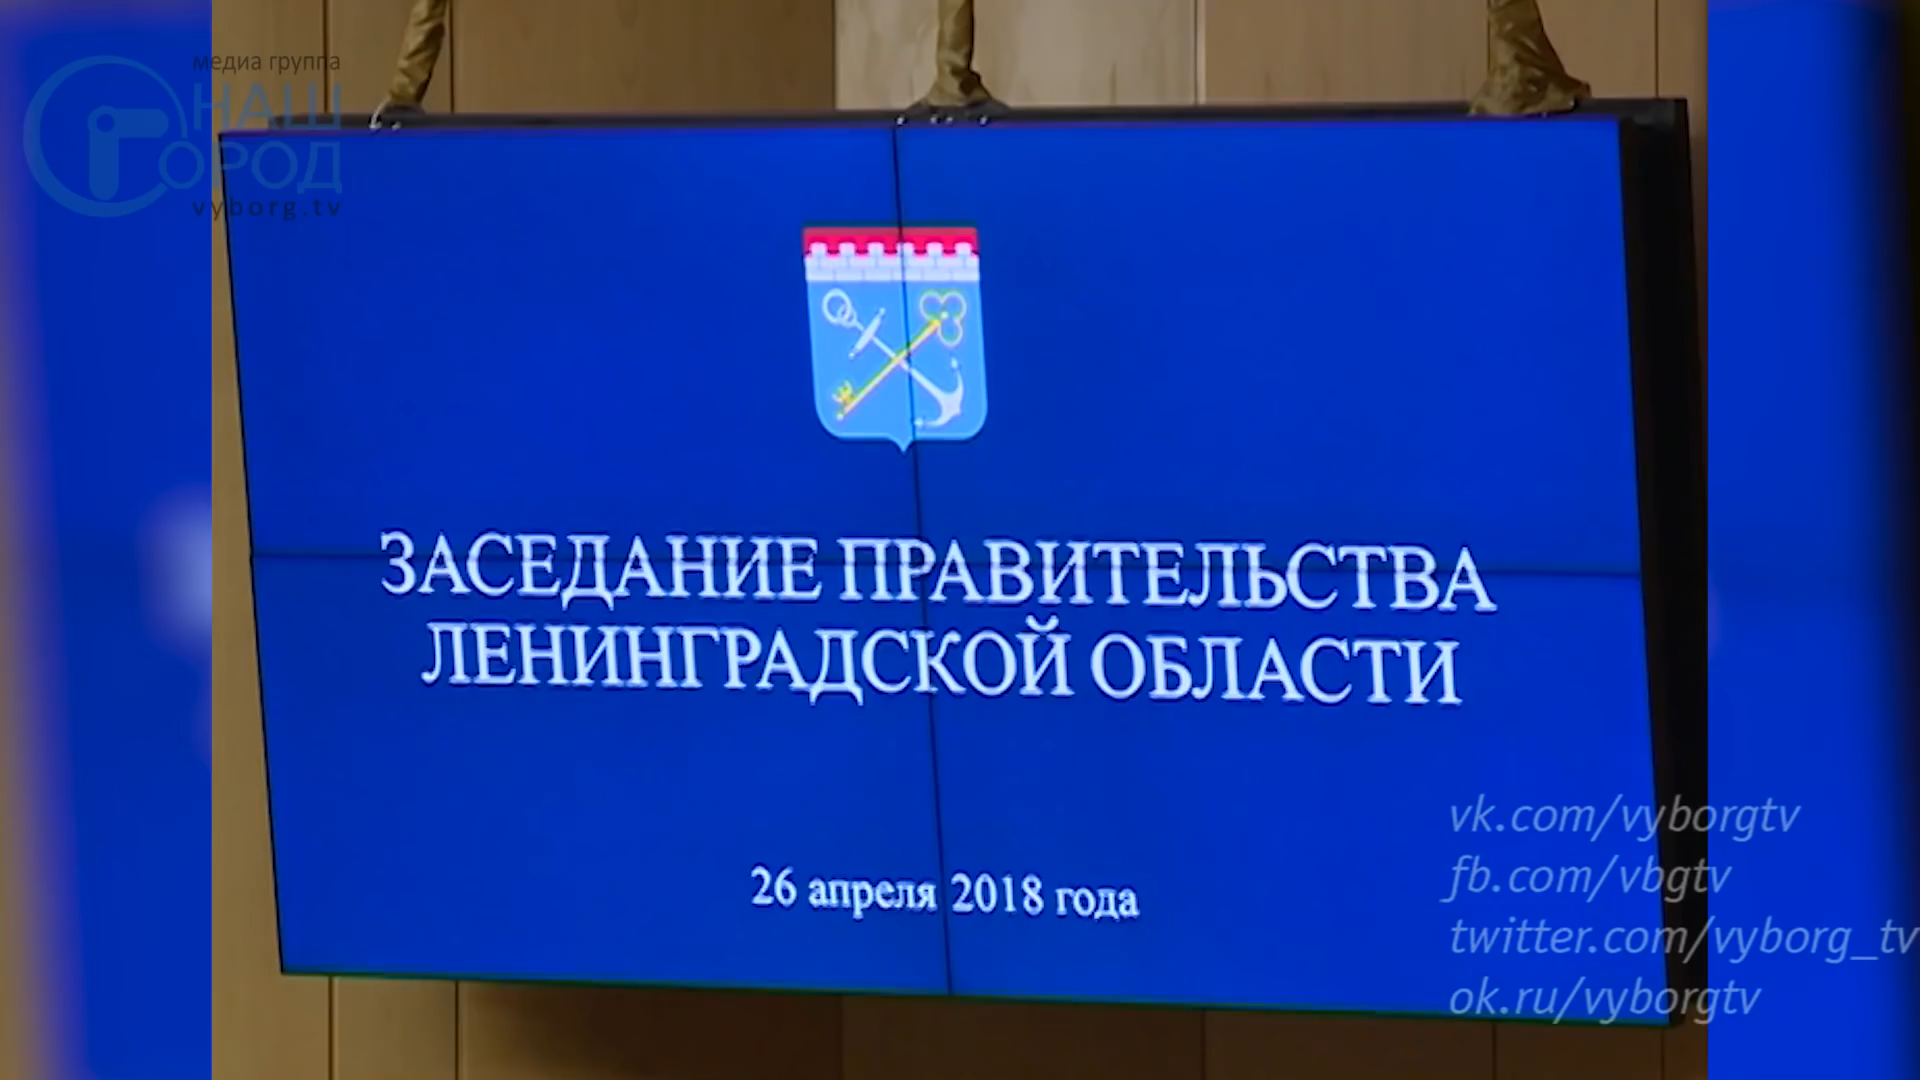 медиа группа
НАШ
ГОРОД
vyborg.tv
ЗАСЕДАНИЕ ПРАВИТЕЛЬСТВА
ЛЕНИНГРАДСКОЙ ОБЛАСТИ
26 апреля 2018 года
vk.com/vyborgtv
fb.com/vbgtv
twitter.com/vyborg_tv
ok.ru/vyborgtv